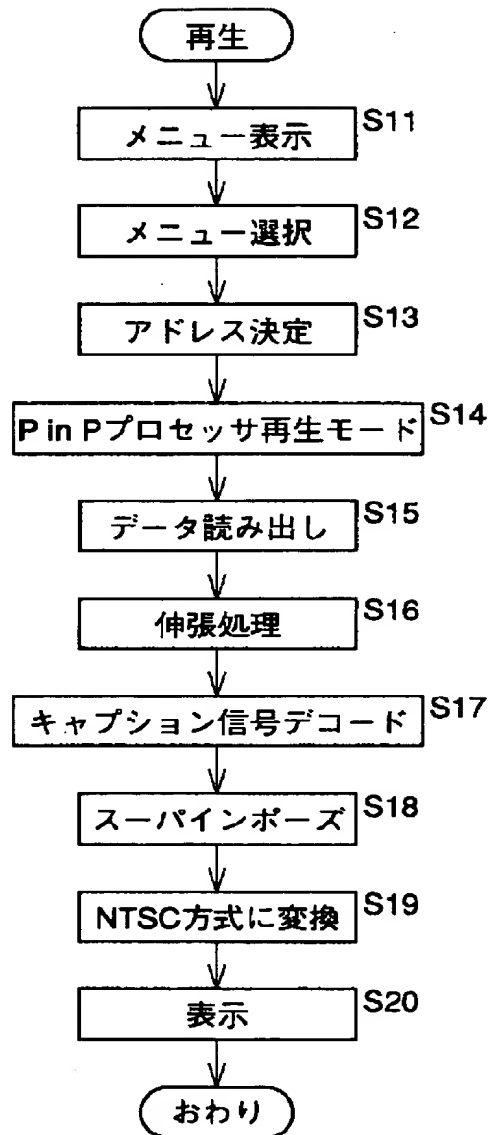 再生
メニュー表示 S11
メニュー選択 S12
アドレス決定 S13
P in Pプロセッサ再生モード S14
データ読み出し S15
伸張処理 S16
キャプション信号デコード S17
スーパインポーズ S18
NTSC方式に変換 S19
表示 S20
おわり